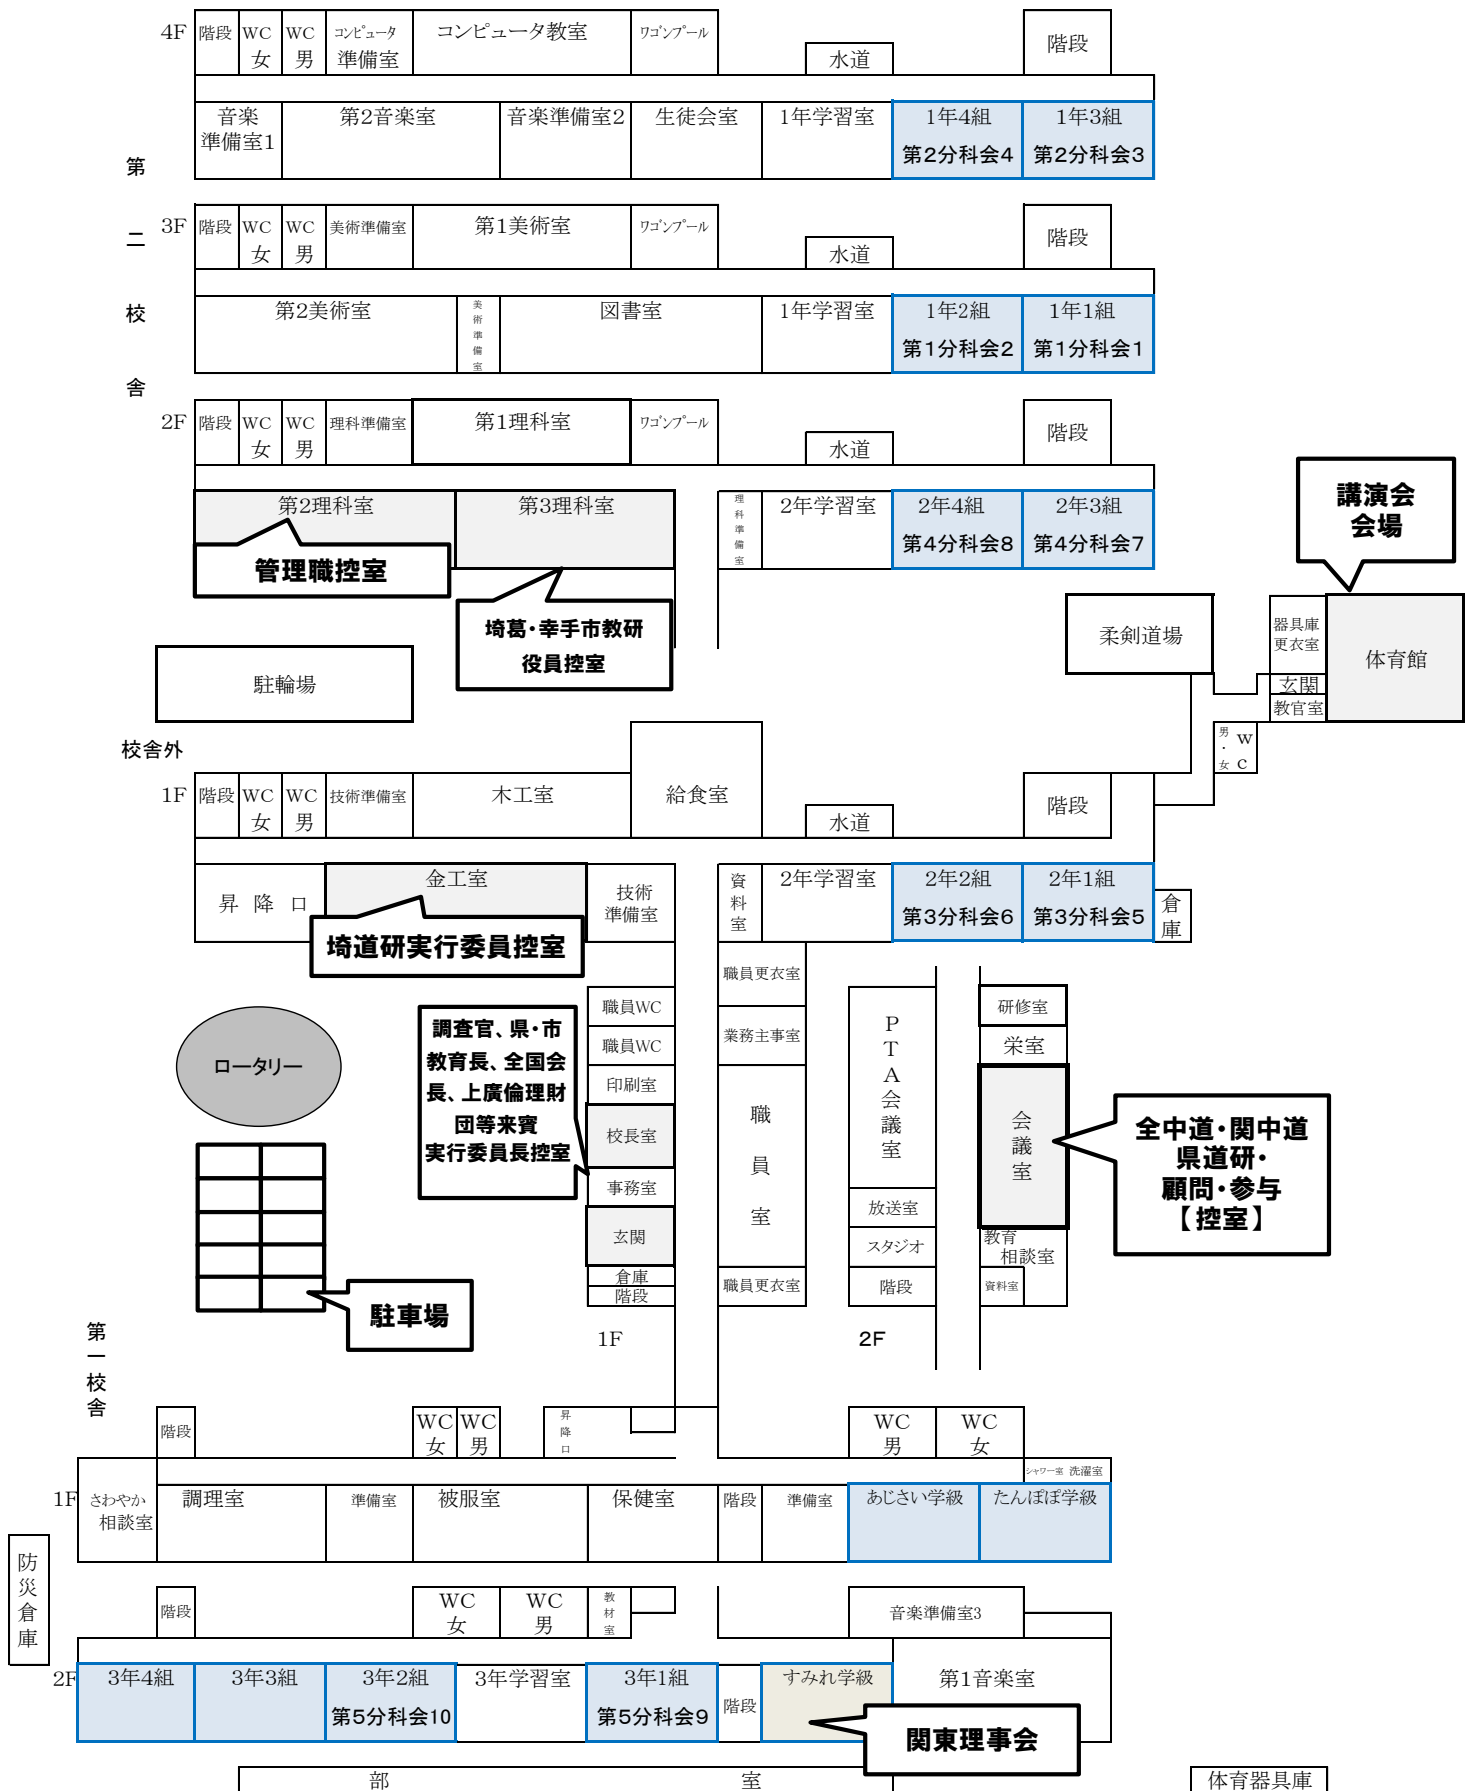 4F
階段
WC
女
WC
男
コンピュータ
準備室
コンピュータ教室
ワゴンプール
水道
階段
音楽
準備室1
第2音楽室
音楽準備室2
生徒会室
1年学習室
1年4組
第2分科会4
1年3組
第2分科会3
第
二
校
舎
3F
階段
WC
女
WC
男
美術準備室
第1美術室
ワゴンプール
水道
階段
第2美術室
美
術
準
備
室
図書室
1年学習室
1年2組
第1分科会2
1年1組
第1分科会1
2F
階段
WC
女
WC
男
理科準備室
第1理科室
ワゴンプール
水道
階段
第2理科室
第3理科室
理
科
準
備
室
2年学習室
2年4組
第4分科会8
2年3組
第4分科会7
管理職控室
埼葛・幸手市教研
役員控室
講演会
会場
柔剣道場
器具庫
更衣室
玄関
教官室
体育館
男
・
女
W
C
駐輪場
校舎外
1F
階段
WC
女
WC
男
技術準備室
木工室
給食室
水道
階段
昇 降 口
金工室
技術
準備室
資
料
室
2年学習室
2年2組
第3分科会6
2年1組
第3分科会5
倉
庫
埼道研実行委員控室
ロータリー
調査官、県・市
教育長、全国会
長、上廣倫理財
団等来賓
実行委員長控室
職員WC
職員WC
印刷室
校長室
事務室
玄関
倉庫
階段
1F
職員更衣室
業務主事室
職
員
室
職員更衣室
P
T
A
会
議
室
放送室
スタジオ
階段
2F
研修室
栄室
会
議
室
教育
相談室
資料室
全中道・関中道
県道研・
顧問・参与
【控室】
駐車場
第
一
校
舎
階段
WC
女
WC
男
昇
降
口
WC
男
WC
女
シャワー室
洗濯室
1F
さわやか
相談室
調理室
準備室
被服室
保健室
階段
準備室
あじさい学級
たんぽぽ学級
防
災
倉
庫
階段
WC
女
WC
男
教
材
室
音楽準備室3
2F
3年4組
3年3組
3年2組
第5分科会10
3年学習室
3年1組
第5分科会9
階段
すみれ学級
第1音楽室
関東理事会
部
室
体育器具庫